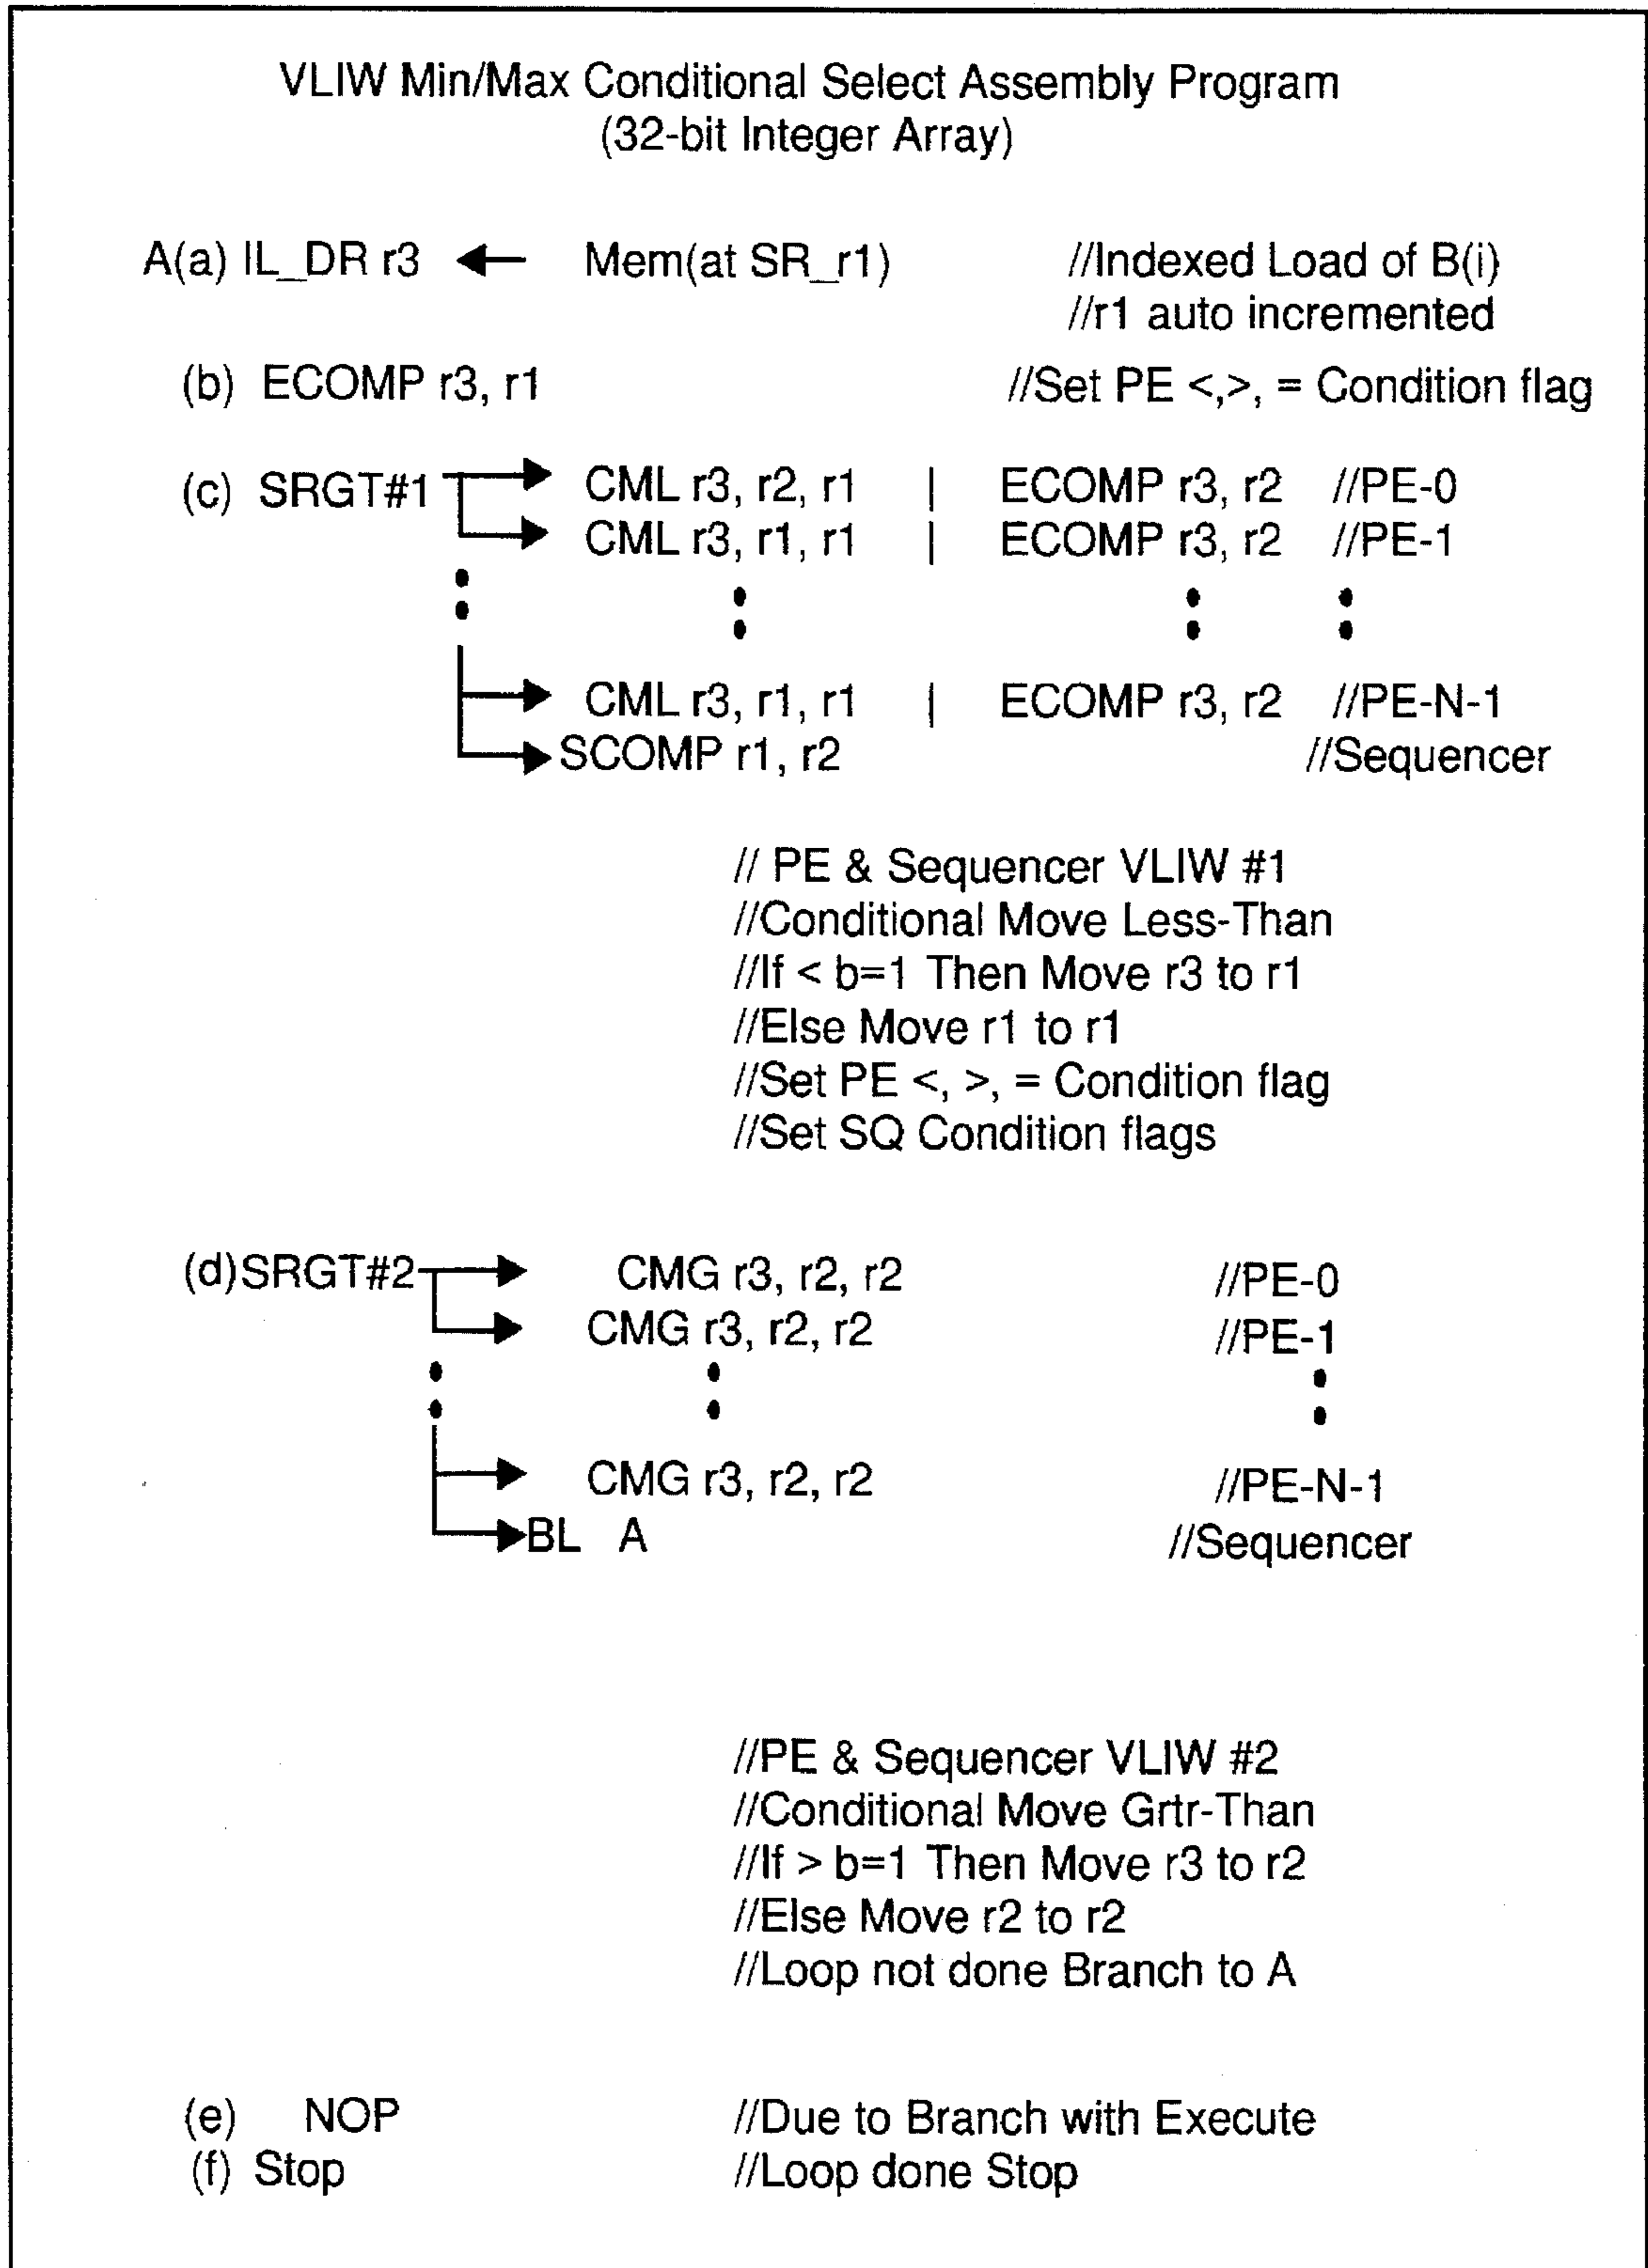 VLIW Min/Max Conditional Select Assembly Program
(32-bit Integer Array)
A(a) IL_DR r3 ← Mem(at SR_r1) //Indexed Load of B(i)
//r1 auto incremented
(b) ECOMP r3, r1 //Set PE <,>, = Condition flag
(c) SRGT#1 CML r3, r2, r1 | ECOMP r3, r2 //PE-0
CML r3, r1, r1 | ECOMP r3, r2 //PE-1
CML r3, r1, r1 | ECOMP r3, r2 //PE-N-1
SCOMP r1, r2 //Sequencer
// PE & Sequencer VLIW #1
//Conditional Move Less-Than
//If < b=1 Then Move r3 to r1
//Else Move r1 to r1
//Set PE <, >, = Condition flag
//Set SQ Condition flags
(d)SRGT#2 CMG r3, r2, r2 //PE-0
CMG r3, r2, r2 //PE-1
CMG r3, r2, r2 //PE-N-1
BL A //Sequencer
//PE & Sequencer VLIW #2
//Conditional Move Grtr-Than
//If > b=1 Then Move r3 to r2
//Else Move r2 to r2
//Loop not done Branch to A
(e) NOP //Due to Branch with Execute
(f) Stop //Loop done Stop